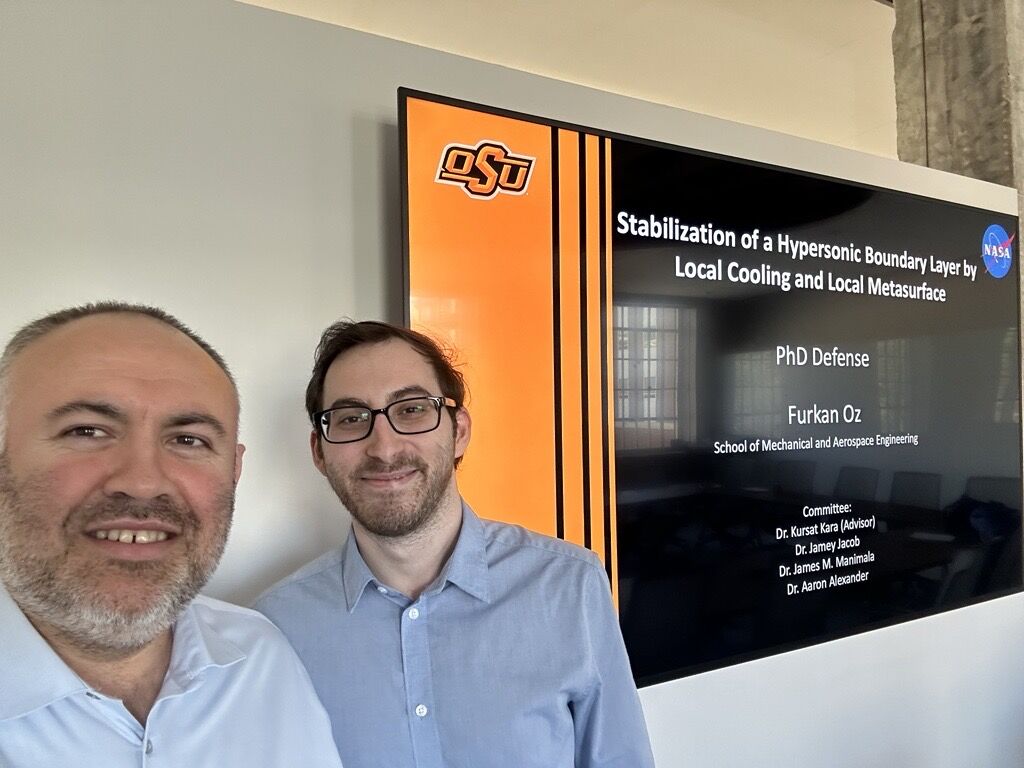 OSU
Stabilization of a Hypersonic Boundary Layer by
Local Cooling and Local Metasurface
NASA
PhD Defense
Furkan Oz
School of Mechanical and Aerospace Engineering
Committee:
Dr. Kursat Kara (Advisor)
Dr. Jamey Jacob
Dr. James M. Manimala
Dr. Aaron Alexander